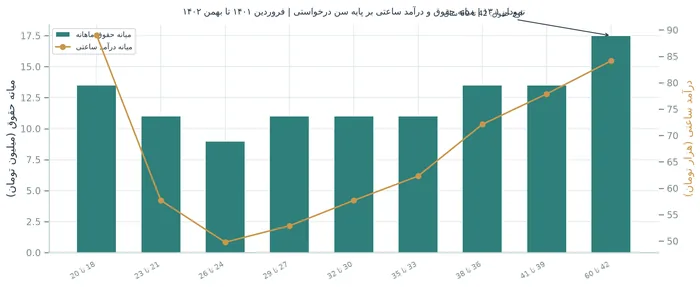 و درآمد ساعتی بر پایه سن درخواستی | فروردین ۱۴۰۱ تا بهمن ۱۴۰۲
میانه حقوق ماهانه
میانه درآمد ساعتی
میانه حقوق (میلیون تومان)
17.5
15.0
12.5
10.0
7.5
5.0
2.5
0.0
درآمد ساعتی (هزار تومان)
90
85
80
75
70
65
60
55
50
18 تا 20
21 تا 23
24 تا 26
27 تا 29
30 تا 32
33 تا 35
36 تا 38
39 تا 41
42 تا 60